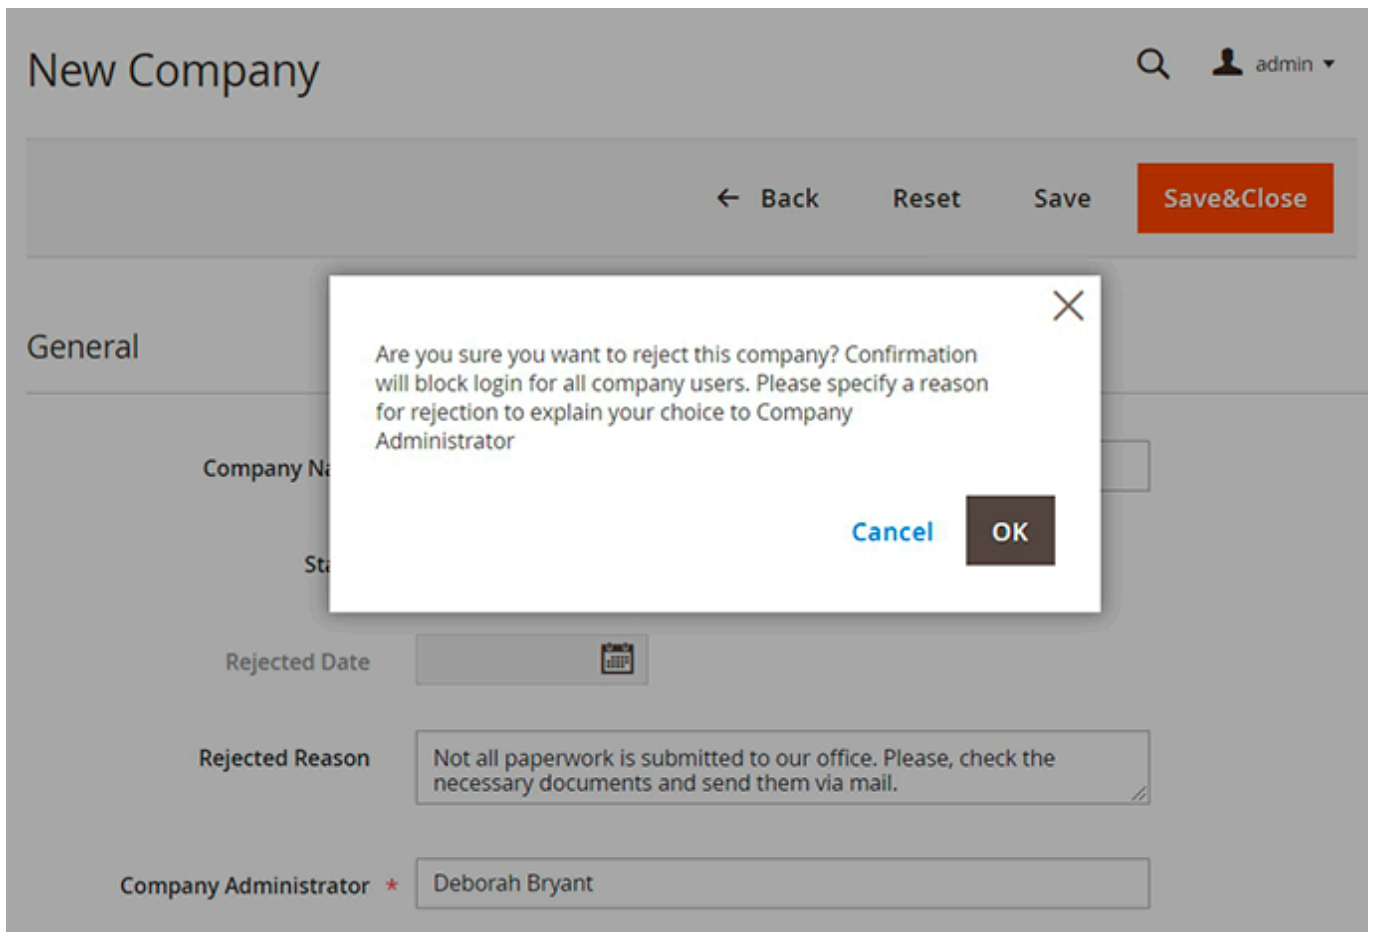 New Company
admin
Back Reset Save Save&Close
General
Are you sure you want to reject this company? Confirmation
will block login for all company users. Please specify a reason
for rejection to explain your choice to Company
Administrator
Company
Cancel OK
Rejected Date
Rejected Reason
Not all paperwork is submitted to our office. Please, check the
necessary documents and send them via mail.
Company Administrator * Deborah Bryant